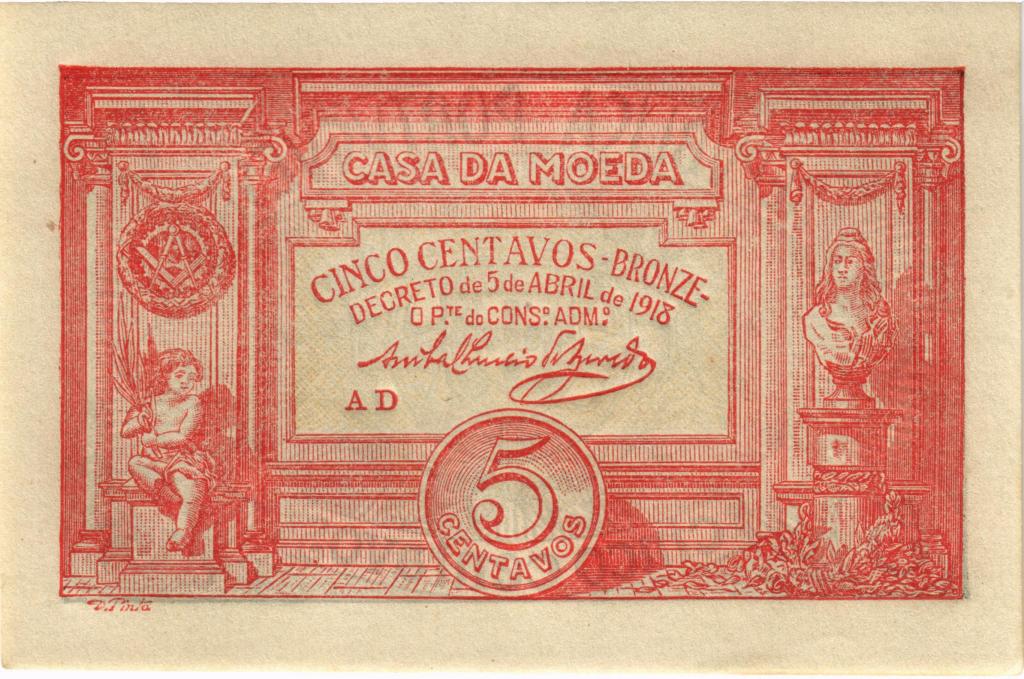 CASA DA MOEDA
CINCO CENTAVOS-BRONZE-
DECRETO de 5 de ABRIL de 1918
O P.TE do CONS.º ADM.º
AD
5
CENTAVOS